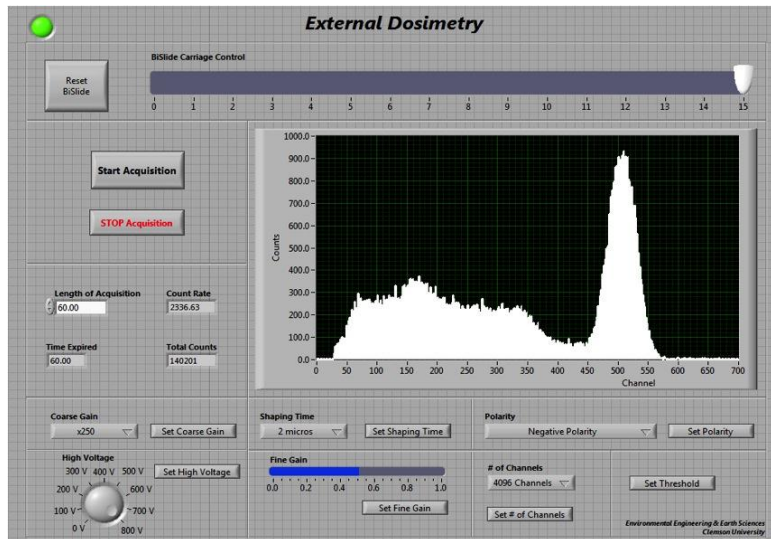 External Dosimetry
BiSlide Carriage Control
Reset
BiSlide
0 1 2 3 4 5 6 7 8 9 10 11 12 13 14 15
Start Acquisition
STOP Acquisition
Length of Acquisition
60.00
Count Rate
2336.63
Time Expired
60.00
Total Counts
140201
1000.0
900.0
800.0
700.0
600.0
500.0
400.0
300.0
200.0
100.0
0.0
Counts
0 50 100 150 200 250 300 350 400 450 500 550 600 650 700
Channel
Coarse Gain
x250
Set Coarse Gain
Shaping Time
2 micros
Set Shaping Time
Polarity
Negative Polarity
Set Polarity
High Voltage
300 V 400 V 500 V
200 V 600 V
100 V 700 V
0 V 800 V
Set High Voltage
Fine Gain
0.0 0.2 0.4 0.6 0.8 1.0
Set Fine Gain
# of Channels
4096 Channels
Set # of Channels
Set Threshold
Environmental Engineering & Earth Sciences
Clemson University